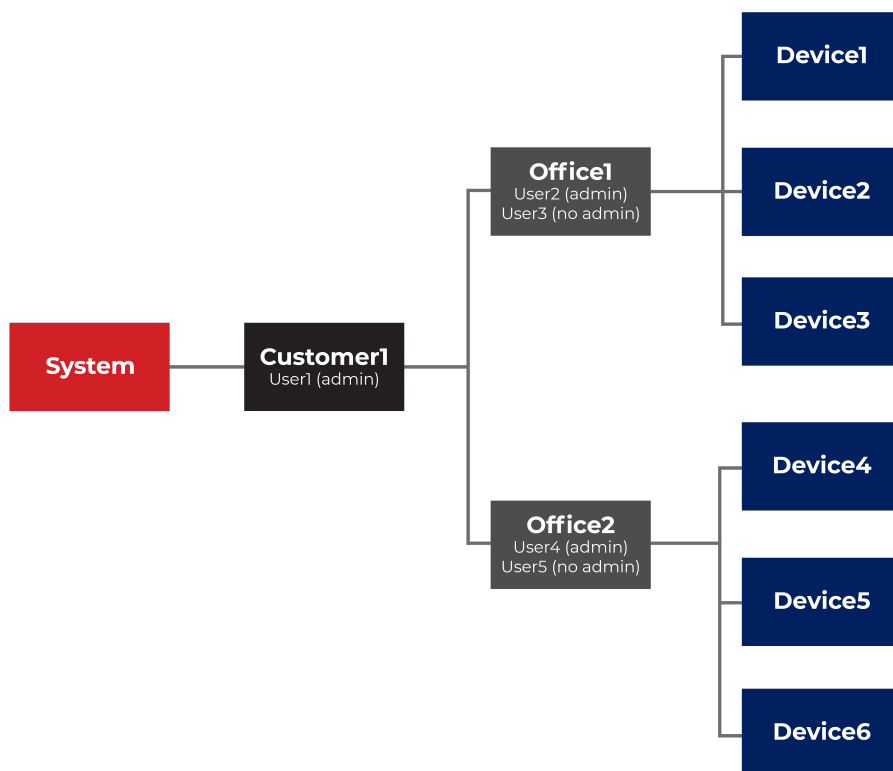 System
Customer1
User1 (admin)
Office1
User2 (admin)
User3 (no admin)
Device1
Device2
Device3
Office2
User4 (admin)
User5 (no admin)
Device4
Device5
Device6